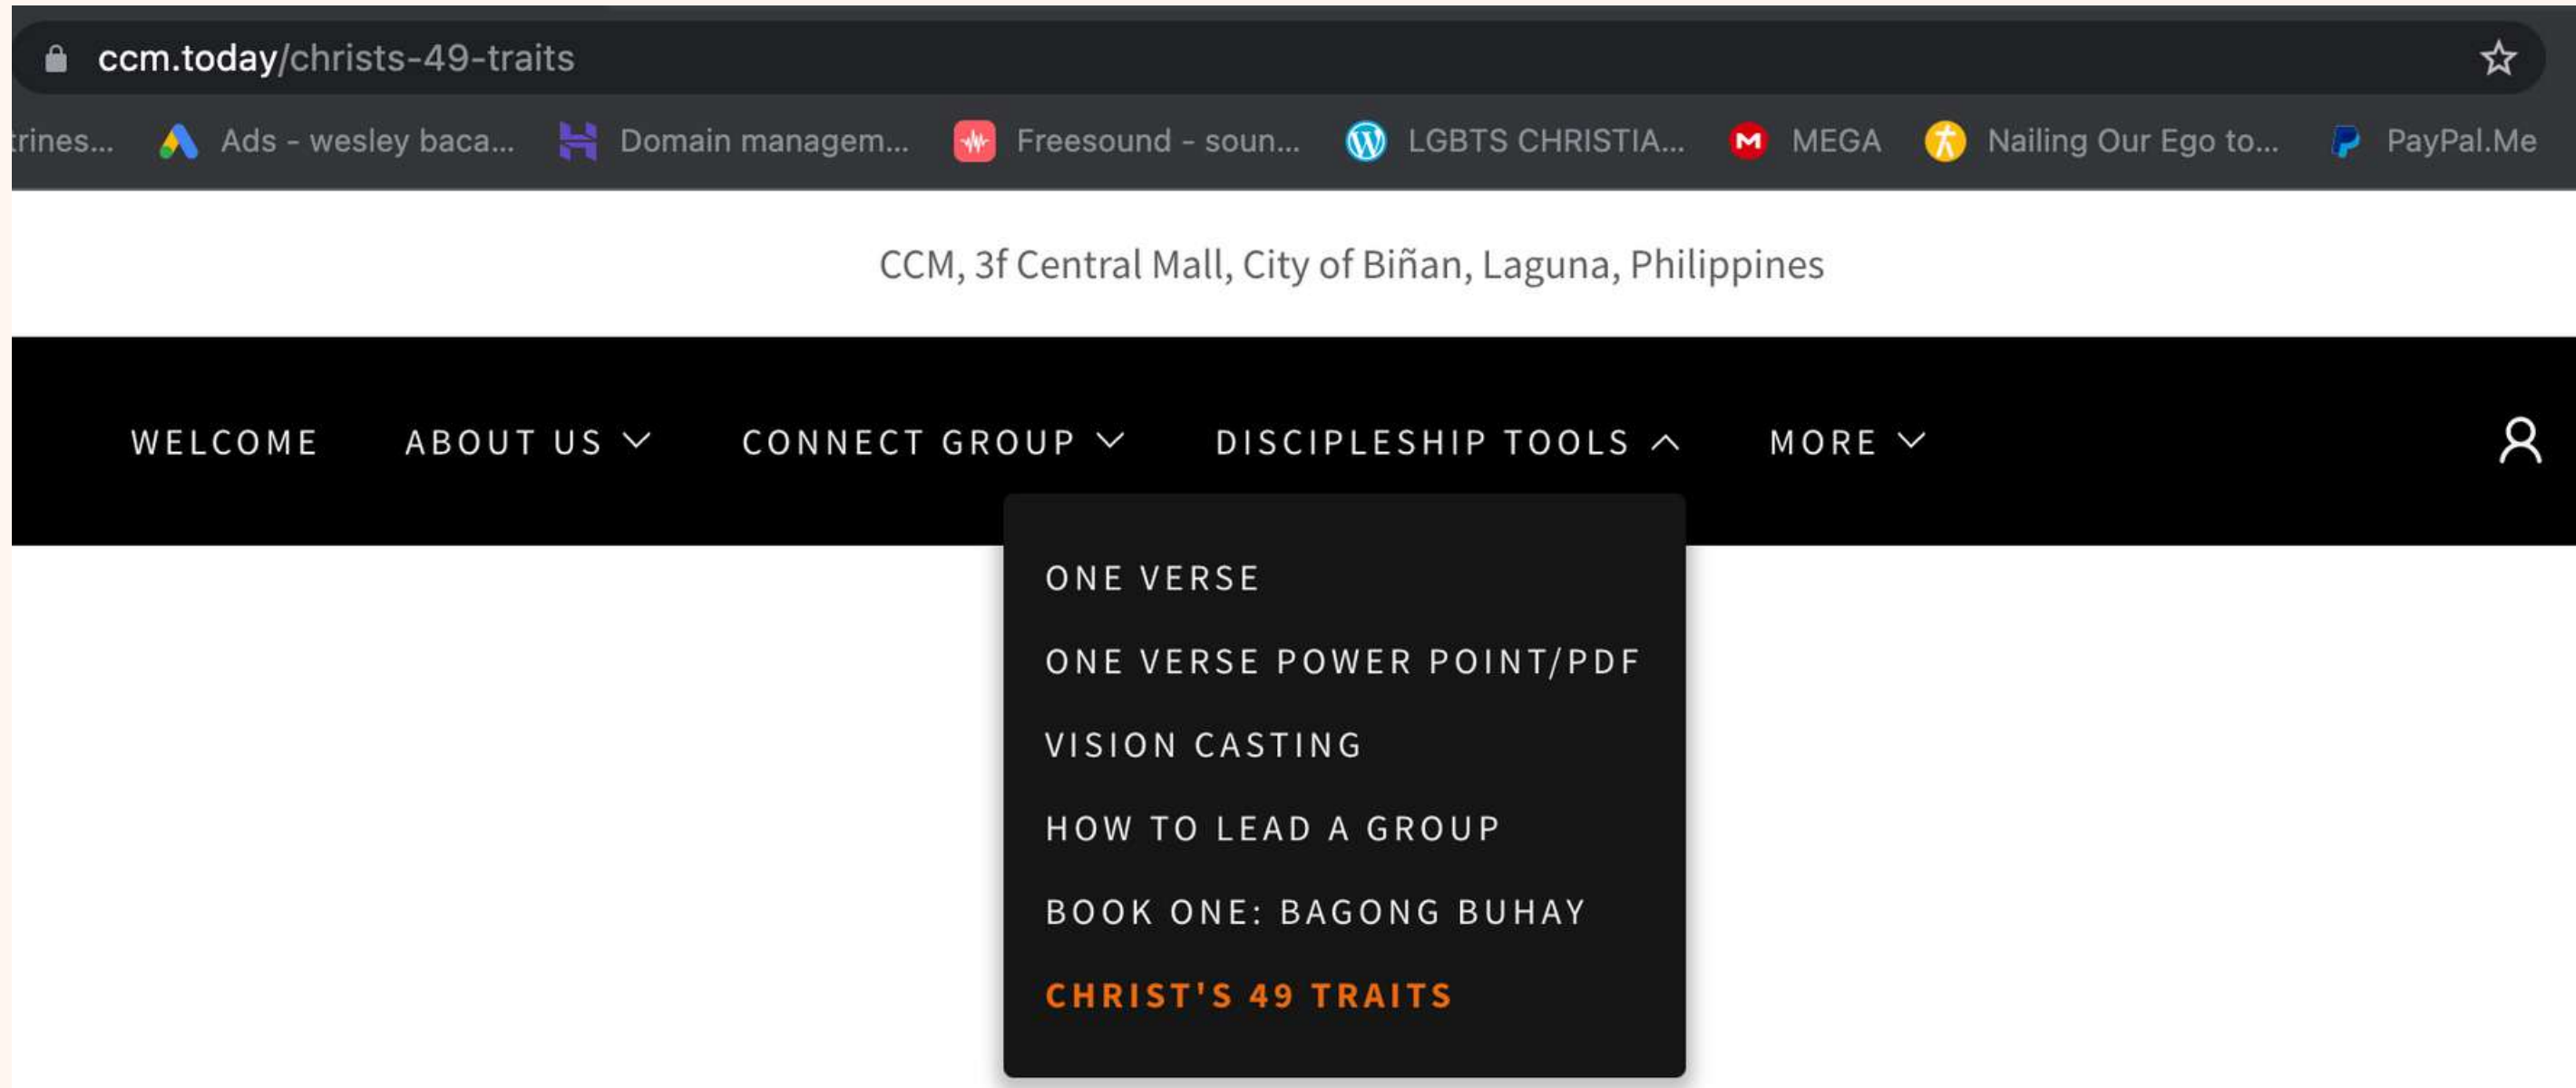 ccm.today/christs-49-traits
trines... Ads - wesley baca... Domain managem... Freesound - soun... LGBTS CHRISTIA... MEGA Nailing Our Ego to... PayPal.Me
CCM, 3f Central Mall, City of Biñan, Laguna, Philippines
WELCOME ABOUT US CONNECT GROUP DISCIPLESHIP TOOLS MORE
ONE VERSE
ONE VERSE POWER POINT/PDF
VISION CASTING
HOW TO LEAD A GROUP
BOOK ONE: BAGONG BUHAY
CHRIST'S 49 TRAITS